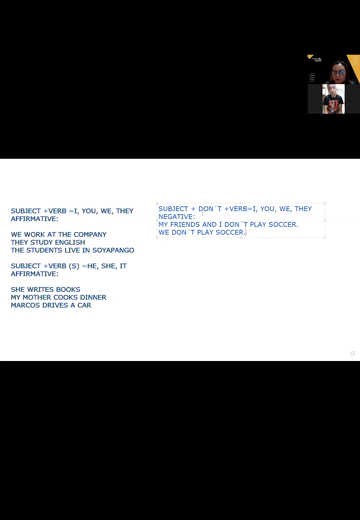 SUBJECT +VERB =I, YOU, WE, THEY
AFFIRMATIVE:
WE WORK AT THE COMPANY
THEY STUDY ENGLISH
THE STUDENTS LIVE IN SOYAPANGO
SUBJECT +VERB (S) =HE, SHE, IT
AFFIRMATIVE:
SHE WRITES BOOKS
MY MOTHER COOKS DINNER
MARCOS DRIVES A CAR
SUBJECT + DON´T +VERB=I, YOU, WE, THEY
NEGATIVE:
MY FRIENDS AND I DON´T PLAY SOCCER.
WE DON´T PLAY SOCCER.